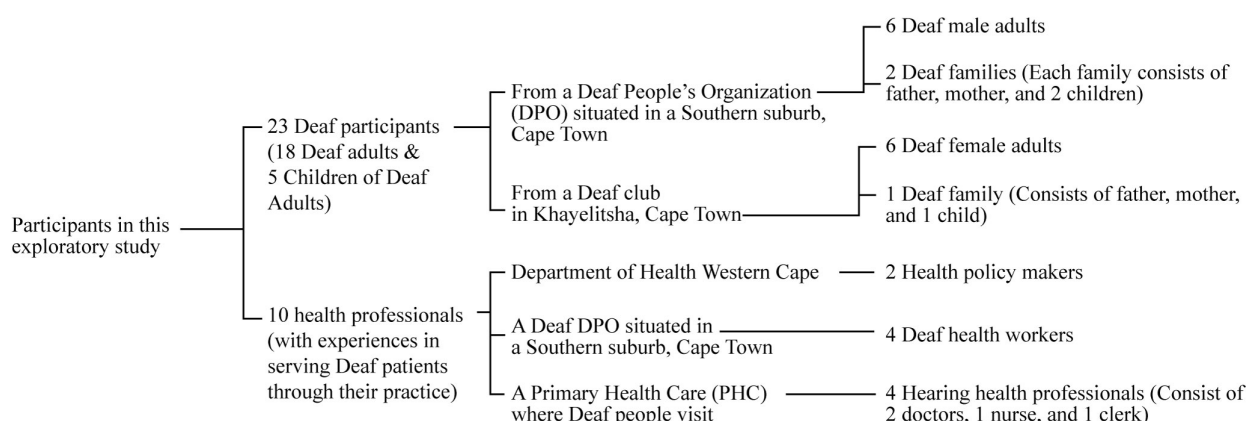 Participants in this
exploratory study
23 Deaf participants
(18 Deaf adults &
5 Children of Deaf
Adults)
From a Deaf People's Organization
(DPO) situated in a Southern suburb,
Cape Town
6 Deaf male adults
2 Deaf families (Each family consists of
father, mother, and 2 children)
From a Deaf club
in Khayelitsha, Cape Town
6 Deaf female adults
1 Deaf family (Consists of father, mother,
and 1 child)
10 health professionals
(with experiences in
serving Deaf patients
through their practice)
Department of Health Western Cape
2 Health policy makers
A Deaf DPO situated in
a Southern suburb, Cape Town
4 Deaf health workers
A Primary Health Care (PHC)
where Deaf people visit
4 Hearing health professionals (Consist of
2 doctors, 1 nurse, and 1 clerk)